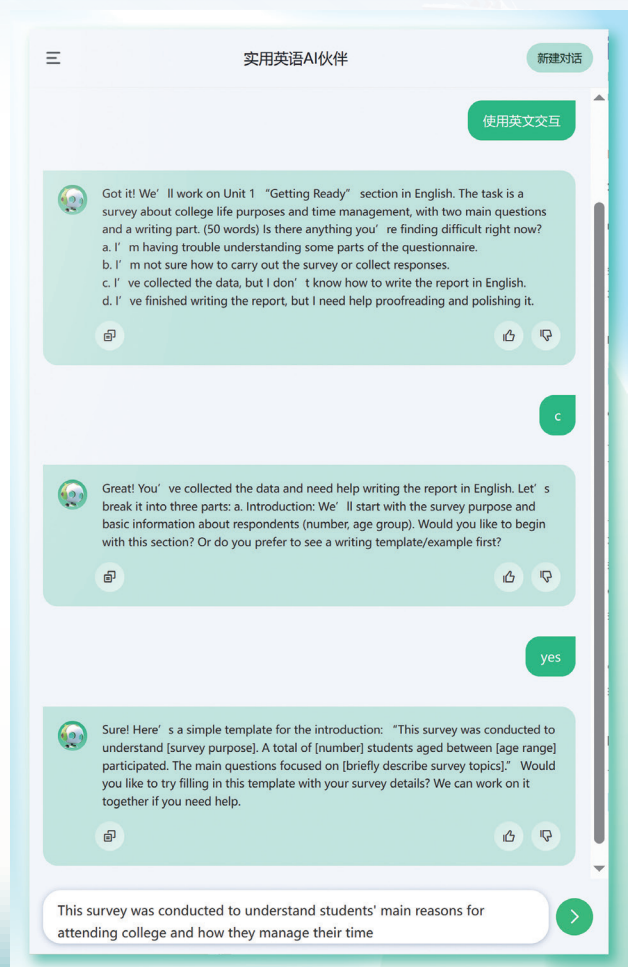 实用英语AI伙伴
新建对话
使用英文交互
Got it! We' ll work on Unit 1 “Getting Ready” section in English. The task is a
survey about college life purposes and time management, with two main questions
and a writing part. (50 words) Is there anything you' re finding difficult right now?
a. I' m having trouble understanding some parts of the questionnaire.
b. I' m not sure how to carry out the survey or collect responses.
c. I' ve collected the data, but I don' t know how to write the report in English.
d. I' ve finished writing the report, but I need help proofreading and polishing it.
c
Great! You' ve collected the data and need help writing the report in English. Let' s
break it into three parts: a. Introduction: We' ll start with the survey purpose and
basic information about respondents (number, age group). Would you like to begin
with this section? Or do you prefer to see a writing template/example first?
yes
Sure! Here' s a simple template for the introduction: “This survey was conducted to
understand [survey purpose]. A total of [number] students aged between [age range]
participated. The main questions focused on [briefly describe survey topics].” Would
you like to try filling in this template with your survey details? We can work on it
together if you need help.
This survey was conducted to understand students' main reasons for
attending college and how they manage their time